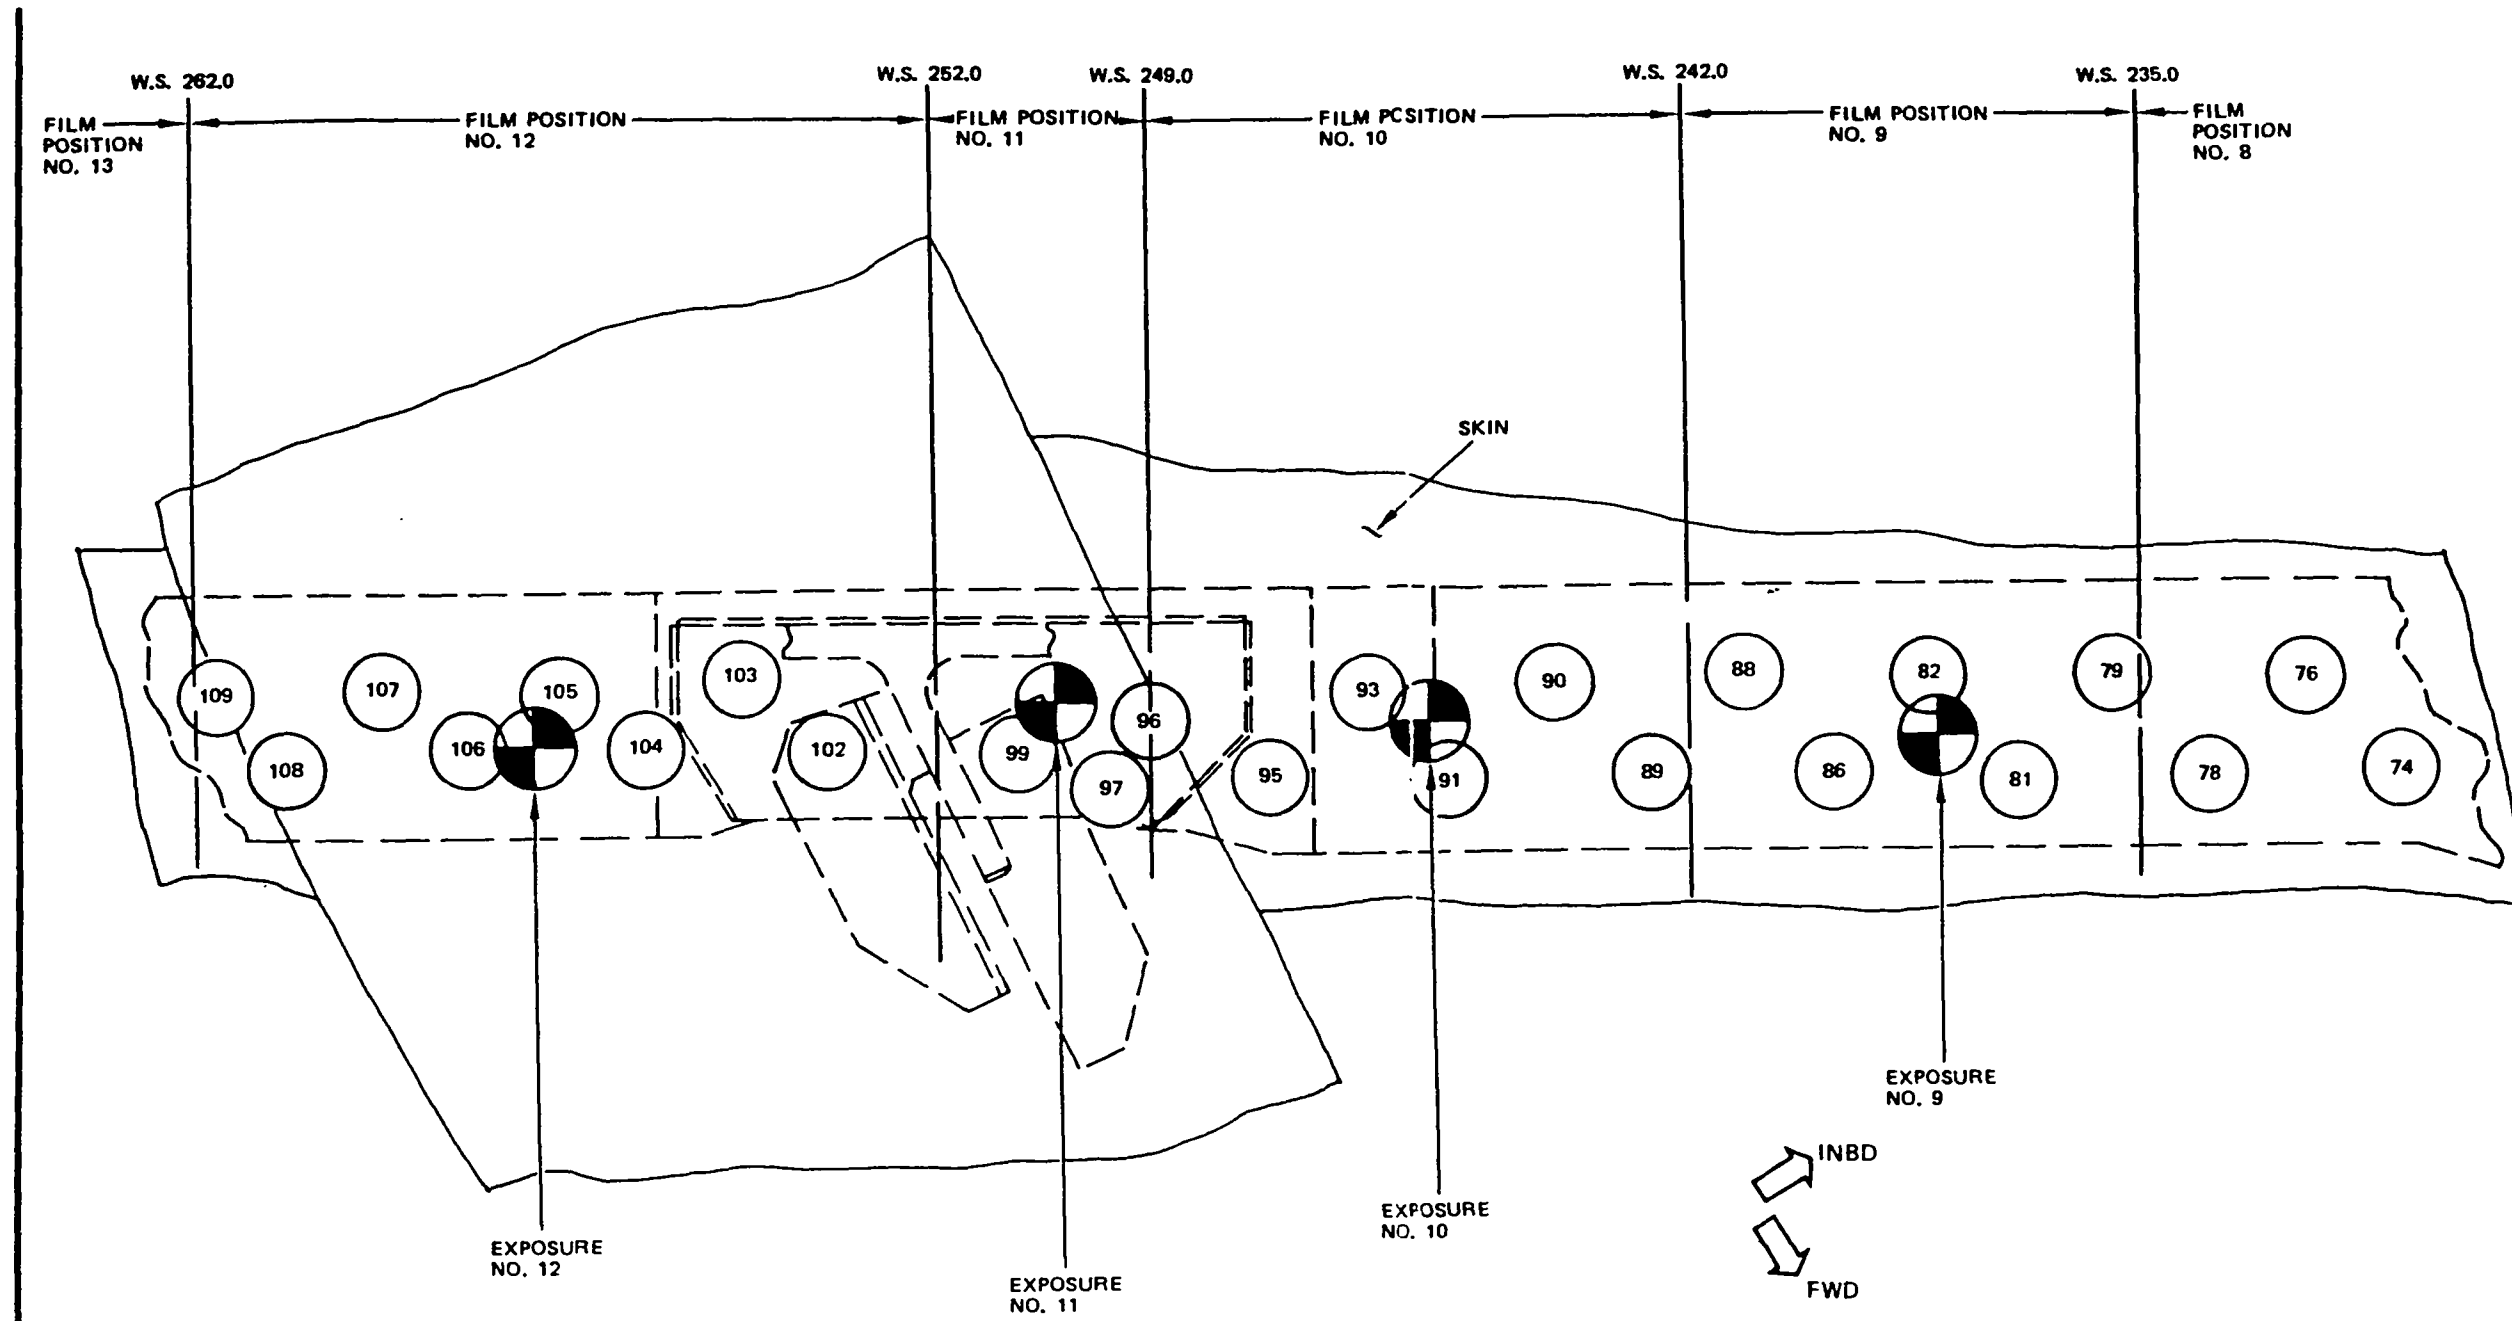 W.S. 262.0
W.S. 252.0
W.S. 249.0
W.S. 242.0
W.S. 235.0
FILM
POSITION
NO. 13
FILM POSITION
NO. 12
FILM POSITION
NO. 11
FILM POSITION
NO. 10
FILM POSITION
NO. 9
FILM
POSITION
NO. 8
SKIN
109
107
105
103
96
93
90
88
82
79
76
108
106
104
102
99
97
95
91
89
86
81
78
74
EXPOSURE
NO. 9
INBD
EXPOSURE
NO. 10
EXPOSURE
NO. 12
EXPOSURE
NO. 11
FWD